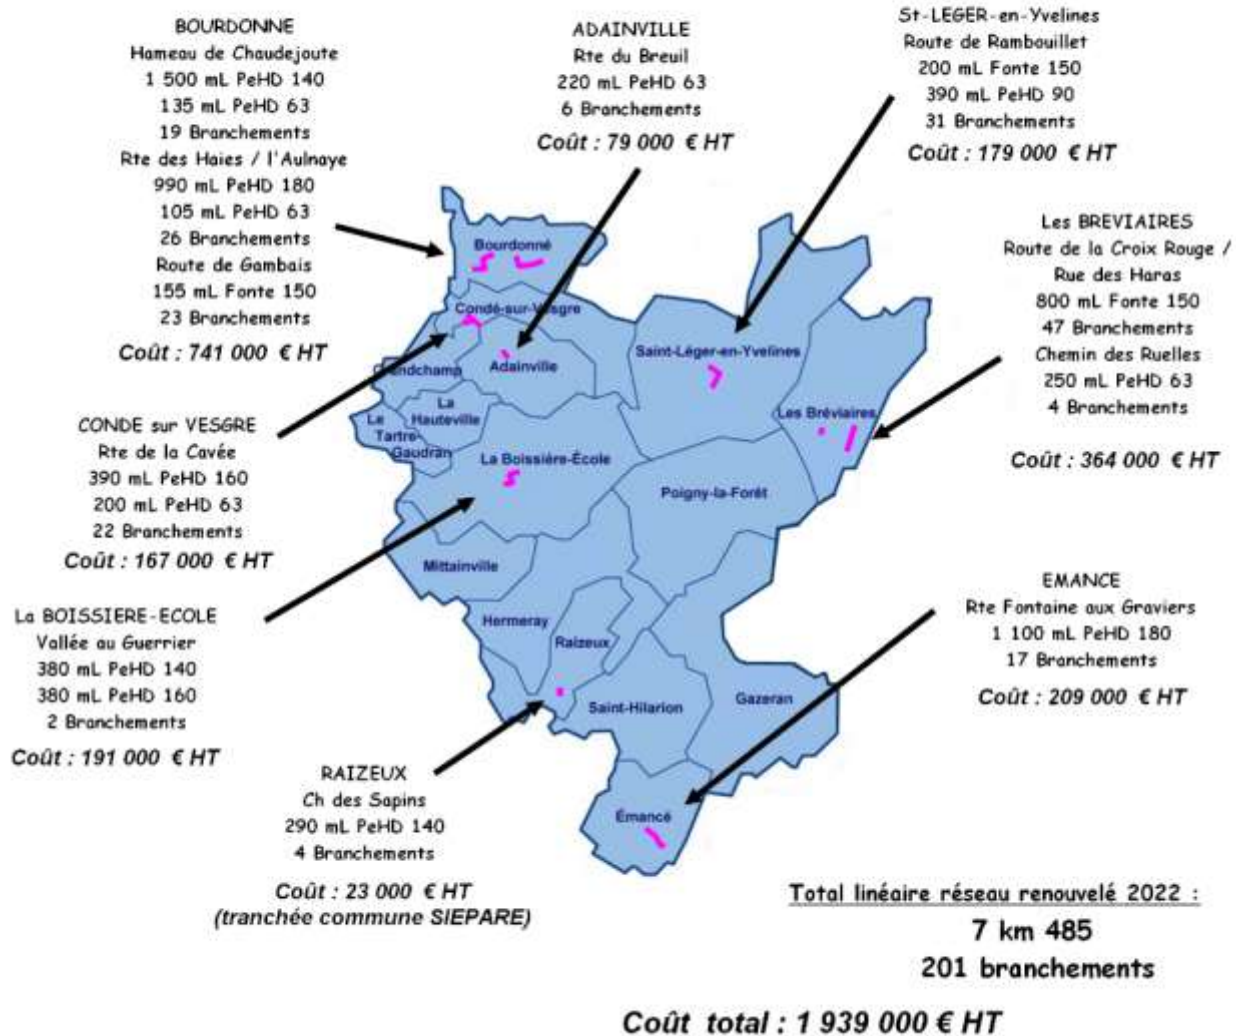 BOURDONNE
Hameau de Chaudejoute
1 500 mL PeHD 140
135 mL PeHD 63
19 Branchements
Rte des Haies / l'Aulnaye
990 mL PeHD 180
105 mL PeHD 63
26 Branchements
Route de Gambais
155 mL Fonte 150
23 Branchements
Coût : 741 000 € HT
ADAINVILLE
Rte du Breuil
220 mL PeHD 63
6 Branchements
Coût : 79 000 € HT
St-LEGER-en-Yvelines
Route de Rambouillet
200 mL Fonte 150
390 mL PeHD 90
31 Branchements
Coût : 179 000 € HT
Les BREVIAIRES
Route de la Croix Rouge /
Rue des Haras
800 mL Fonte 150
47 Branchements
Chemin des Ruelles
250 mL PeHD 63
4 Branchements
Coût : 364 000 € HT
CONDE sur VESGRE
Rte de la Cavée
390 mL PeHD 160
200 mL PeHD 63
22 Branchements
Coût : 167 000 € HT
La BOISSIERE-ECOLE
Vallée au Guerrier
380 mL PeHD 140
380 mL PeHD 160
2 Branchements
Coût : 191 000 € HT
RAIZEUX
Ch des Sapins
290 mL PeHD 140
4 Branchements
Coût : 23 000 € HT
(tranchée commune SIEPARE)
EMANCE
Rte Fontaine aux Graviers
1 100 mL PeHD 180
17 Branchements
Coût : 209 000 € HT
Bourdonné
Condé-sur-Vesgre
Grandchamp
Adainville
Saint-Léger-en-Yvelines
La
Hauteville
Le
Tartre-
Gaudran
Les Bréviaires
La Boissière-École
Poigny-la-Forêt
Mittainville
Hermeray
Raizeux
Saint-Hilarion
Gazeran
Émancé
Total linéaire réseau renouvelé 2022 :
7 km 485
201 branchements
Coût total : 1 939 000 € HT